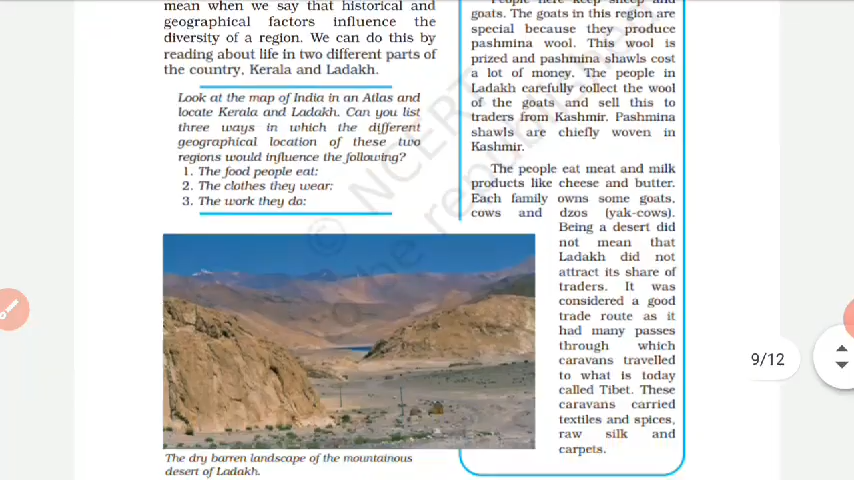 mean when we say that historical and
geographical factors influence the
diversity of a region. We can do this by
reading about life in two different parts of
the country, Kerala and Ladakh.
Look at the map of India in an Atlas and
locate Kerala and Ladakh. Can you list
three ways in which the different
geographical location of these two
regions would influence the following?
1. The food people eat:
2. The clothes they wear:
3. The work they do:
The dry barren landscape of the mountainous
desert of Ladakh.
People here keep sheep and
goats. The goats in this region are
special because they produce
pashmina wool. This wool is
prized and pashmina shawls cost
a lot of money. The people in
Ladakh carefully collect the wool
of the goats and sell this to
traders from Kashmir. Pashmina
shawls are chiefly woven in
Kashmir.
The people eat meat and milk
products like cheese and butter.
Each family owns some goats,
cows and dzos (yak-cows).
Being a desert did
not mean that
Ladakh did not
attract its share of
traders. It was
considered a good
trade route as it
had many passes
through which
caravans travelled
to what is today
called Tibet. These
caravans carried
textiles and spices,
raw silk and
carpets.
© NCERT
be republished
9/12